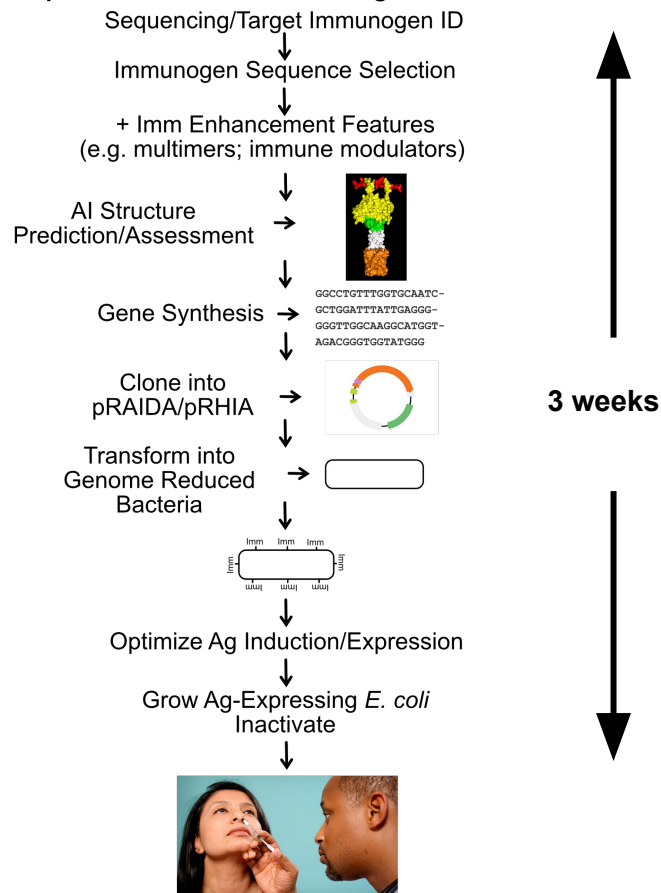 Sequencing/Target Immunogen ID
Immunogen Sequence Selection
+ Imm Enhancement Features
(e.g. multimers; immune modulators)
AI Structure
Prediction/Assessment
Gene Synthesis
GGCCTGTTTGGTGCAATC-
GCTGGATTTATTGAGGG-
GGGTTGGCAAGGCATGGT-
AGACGGGTGGTATGGG
Clone into
pRAIDA/pRHIA
3 weeks
Transform into
Genome Reduced
Bacteria
Imm Imm Imm
Imm
Imm
Imm Imm Imm
Optimize Ag Induction/Expression
Grow Ag-Expressing E. coli
Inactivate